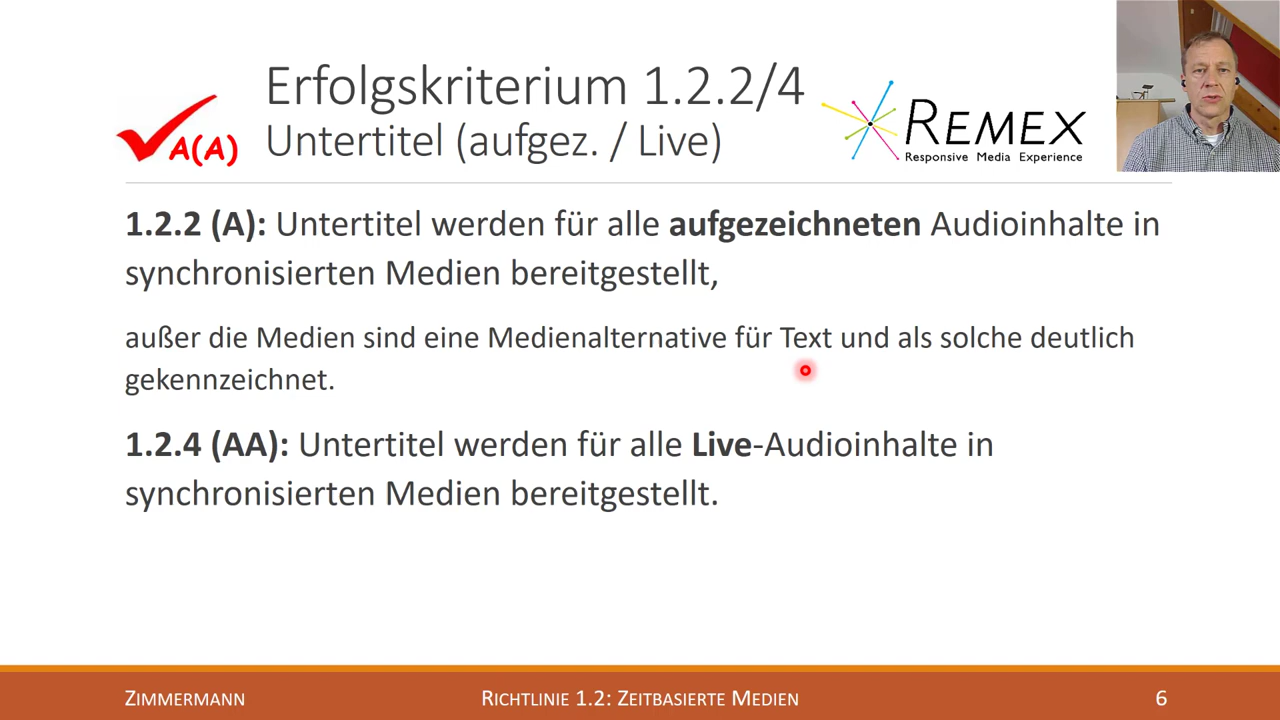 Erfolgskriterium 1.2.2/4
Untertitel (aufgez. / Live)
A(A)
REMEX
Responsive Media Experience
1.2.2 (A): Untertitel werden für alle aufgezeichneten Audioinhalte in
synchronisierten Medien bereitgestellt,
außer die Medien sind eine Medienalternative für Text und als solche deutlich
gekennzeichnet.
1.2.4 (AA): Untertitel werden für alle Live-Audioinhalte in
synchronisierten Medien bereitgestellt.
ZIMMERMANN
RICHTLINIE 1.2: ZEITBASIERTE MEDIEN
6